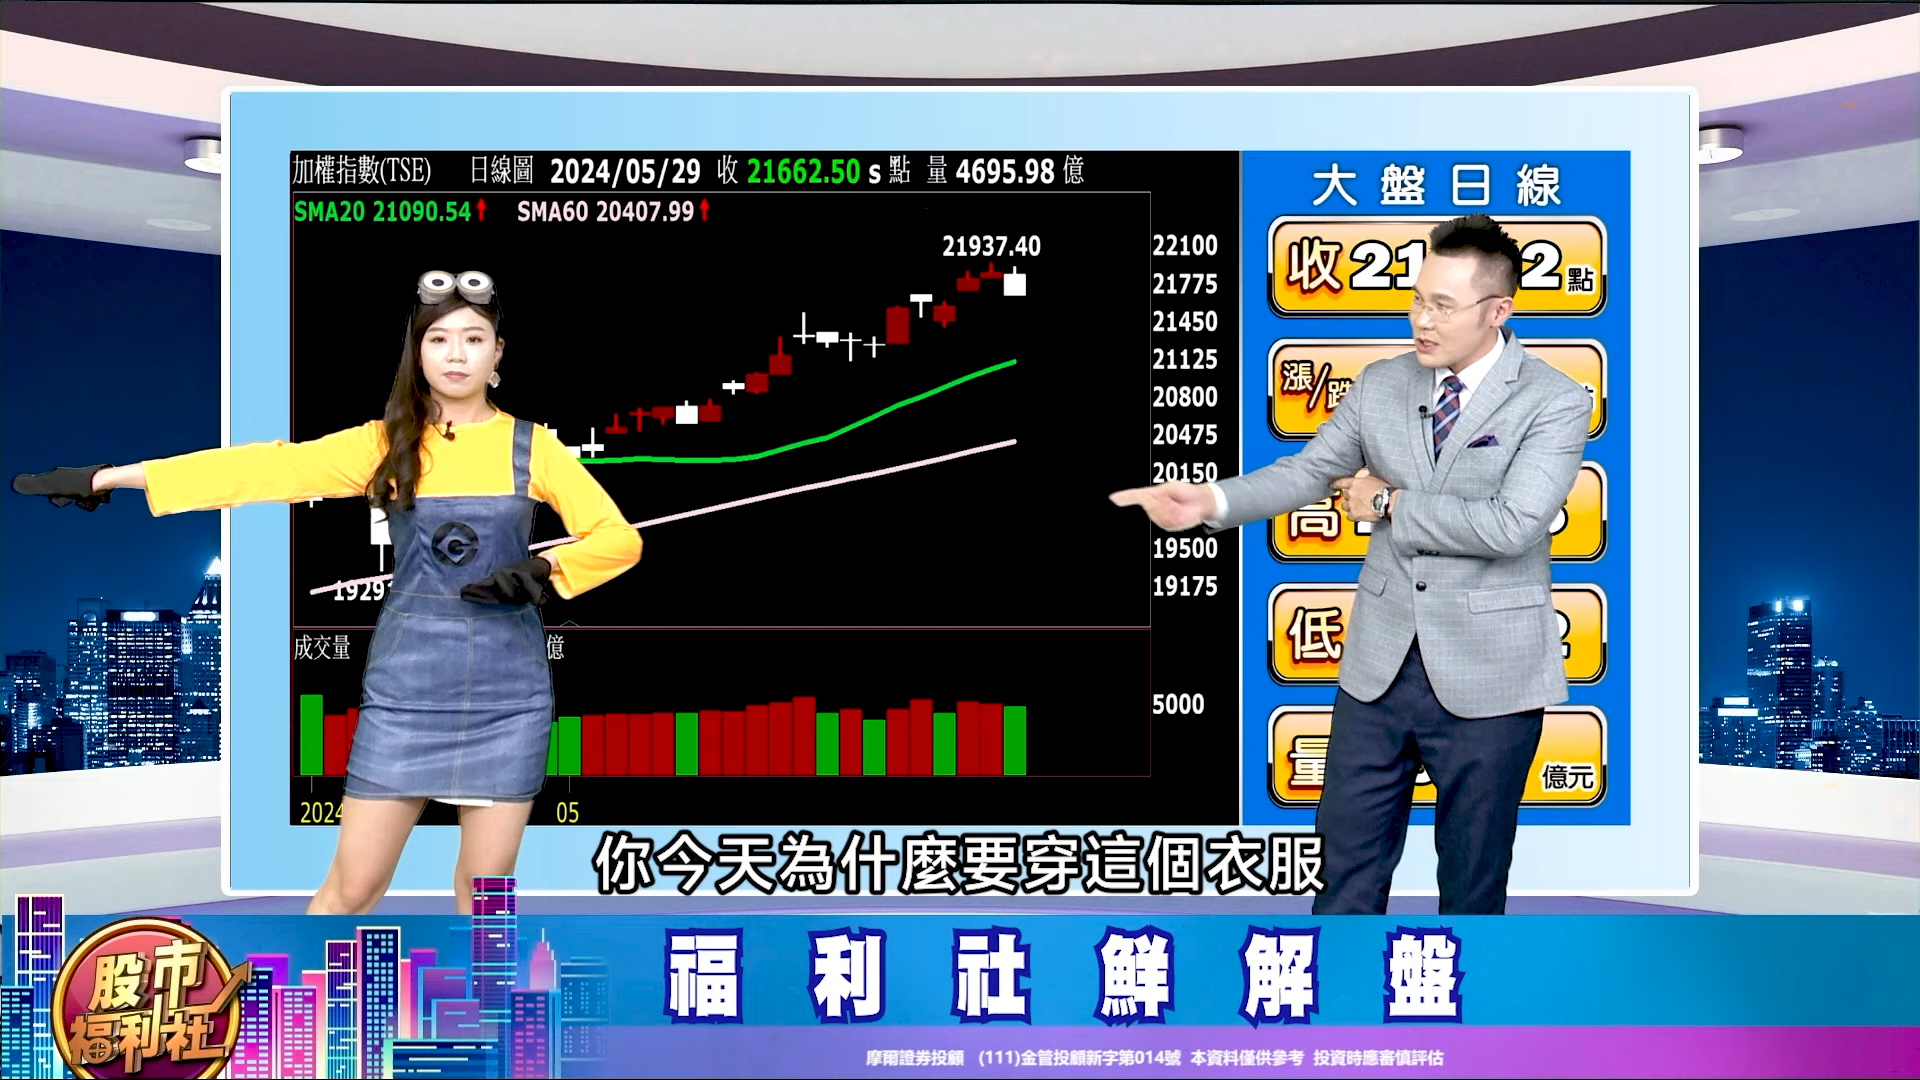 加權指數(TSE) 日線圖 2024/05/29 收 21662.50 s 點 量 4695.98 億
SMA20 21090.54↑ SMA60 20407.99↑
21937.40
22100
21775
21450
21125
20800
20475
20150
19500
19175
成交量
億
5000
05
大盤日線
收
點
漲/跌
高
低
量
億元
G
你今天為什麼要穿這個衣服
股市
福利社
福利社鮮解盤
摩爾證券投顧 (111)金管投顧新字第014號 本資料僅供參考 投資時應審慎評估